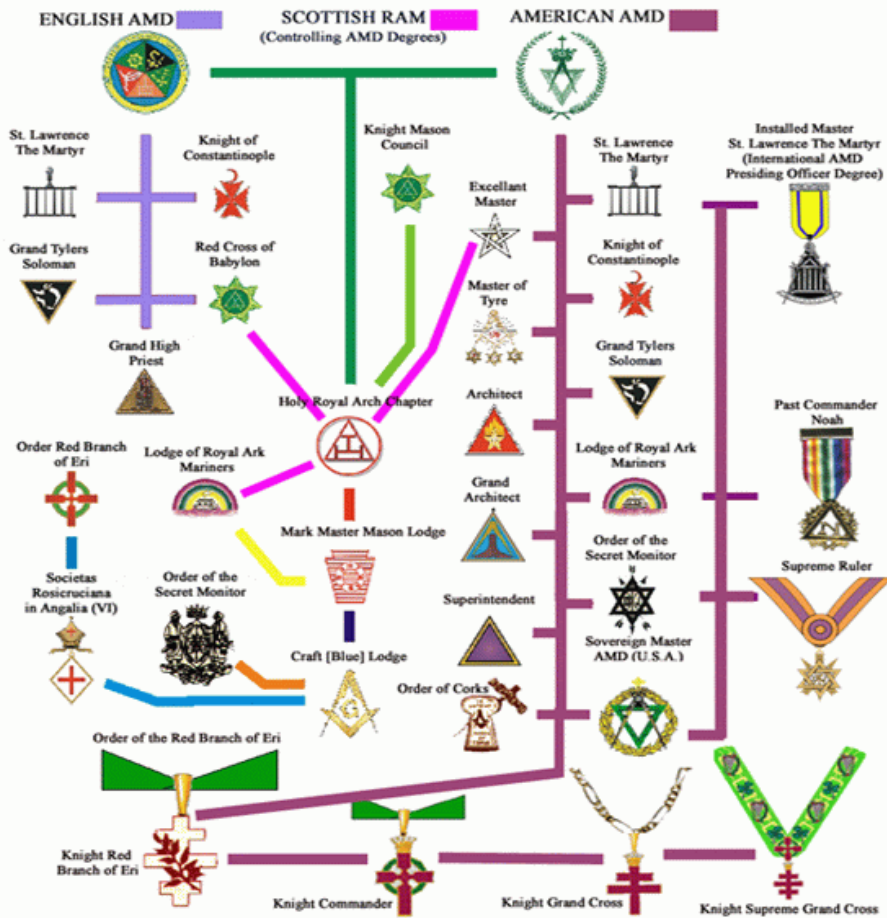 ENGLISH AMD
SCOTTISH RAM
(Controlling AMD Degrees)
AMERICAN AMD
St. Lawrence
The Martyr
Knight of
Constantinople
Knight Mason
Council
Excellant
Master
St. Lawrence
The Martyr
Installed Master
St. Lawrence The Martyr
(International AMD
Presiding Officer Degree)
Grand Tylers
Soloman
Red Cross of
Babylon
Master of
Tyre
Knight of
Constantinople
Grand High
Priest
Grand Tylers
Soloman
Holy Royal Arch Chapter
Architect
Past Commander
Noah
Order Red Branch
of Eri
Lodge of Royal Ark
Mariners
Lodge of Royal Ark
Mariners
Grand
Architect
Mark Master Mason Lodge
Order of the
Secret Monitor
Societas
Rosicruciana
in Angalia (VI)
Order of the
Secret Monitor
Supreme Ruler
Superintendent
Sovereign Master
AMD (U.S.A.)
Craft [Blue] Lodge
G
Order of Corks
Order of the Red Branch of Eri
Knight Red
Branch of Eri
Knight Commander
Knight Grand Cross
Knight Supreme Grand Cross